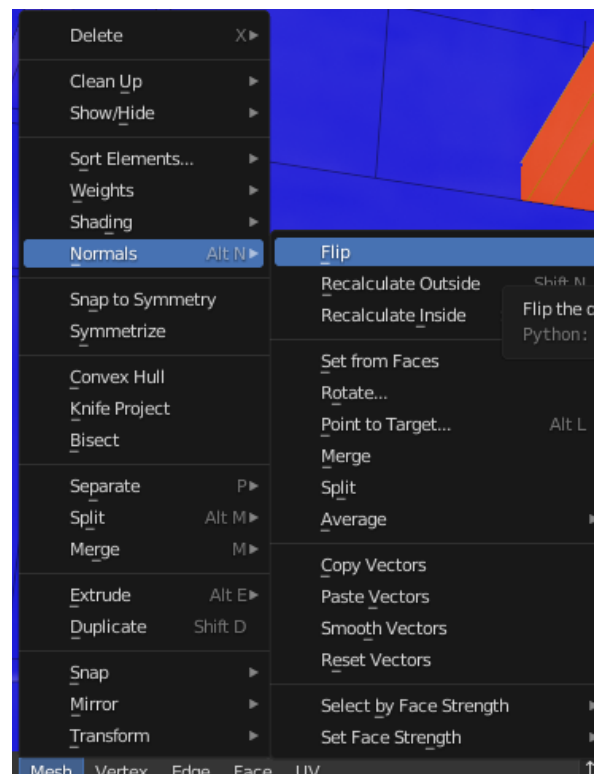 Delete X
Clean Up
Show/Hide
Sort Elements...
Weights
Shading
Normals Alt N
Snap to Symmetry
Symmetrize
Convex Hull
Knife Project
Bisect
Separate P
Split Alt M
Merge M
Extrude Alt E
Duplicate Shift D
Snap
Mirror
Transform
Mesh Vertex Edge Face UV
Flip
Recalculate Outside Shift N
Recalculate Inside
Flip the
Python:
Set from Faces
Rotate...
Point to Target... Alt L
Merge
Split
Average
Copy Vectors
Paste Vectors
Smooth Vectors
Reset Vectors
Select by Face Strength
Set Face Strength